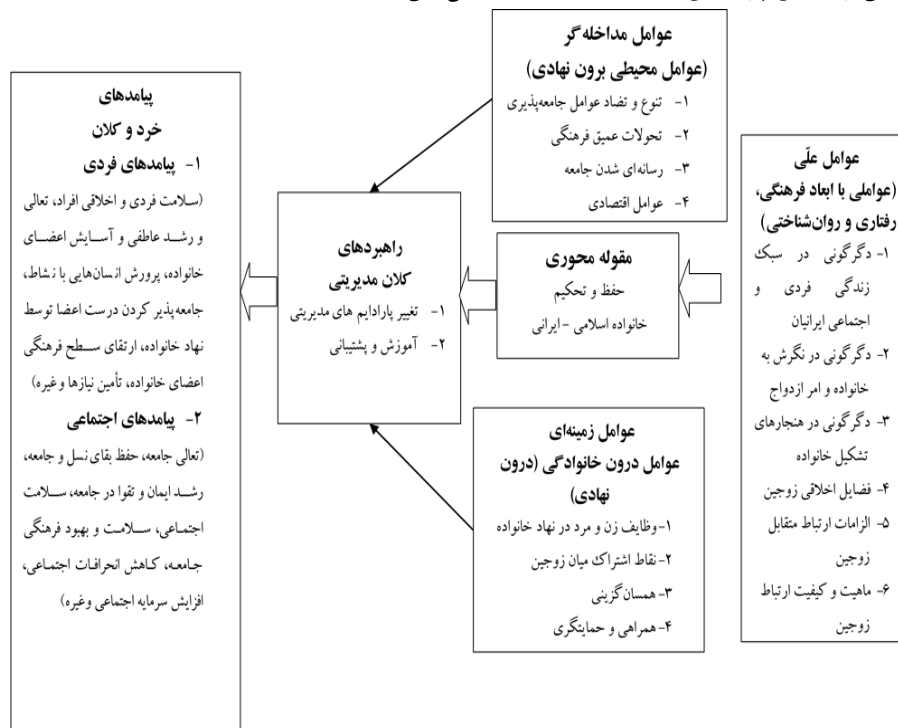 عوامل علّی
(عواملی با ابعاد فرهنگی،
رفتاری و روان‌شناختی)
۱- دگرگونی در سبک
زندگی فردی و
اجتماعی ایرانیان
۲- دگرگونی در نگرش به
خانواده و امر ازدواج
۳- دگرگونی در هنجارهای
تشکیل خانواده
۴- فضایل اخلاقی زوجین
۵- الزامات ارتباط متقابل
زوجین
۶- ماهیت و کیفیت ارتباط
زوجین
عوامل مداخله‌گر
(عوامل محیطی برون نهادی)
۱- تنوع و تضاد عوامل جامعه‌پذیری
۲- تحولات عمیق فرهنگی
۳- رسانه‌ای شدن جامعه
۴- عوامل اقتصادی
مقوله محوری
حفظ و تحکیم
خانواده اسلامی -ایرانی
عوامل زمینه‌ای
عوامل درون خانوادگی (درون
نهادی)
۱-وظایف زن و مرد در نهاد خانواده
۲-نقاط اشتراک میان زوجین
۳-همسان‌گزینی
۴-همراهی و حمایتگری
راهبردهای
کلان مدیریتی
۱- تغییر پارادایم های مدیریتی
۲- آموزش و پشتیبانی
پیامدهای
خرد و کلان
۱- پیامدهای فردی
(سلامت فردی و اخلاقی افراد، تعالی
و رشد عاطفی و آسایش اعضای
خانواده، پرورش انسان‌هایی با نشاط،
جامعه‌پذیر کردن درست اعضا توسط
نهاد خانواده، ارتقای سطح فرهنگی
اعضای خانواده، تأمین نیازها وغیره)
۲- پیامدهای اجتماعی
(تعالی جامعه، حفظ بقای نسل و جامعه،
رشد ایمان و تقوا در جامعه، سلامت
اجتماعی، سلامت و بهبود فرهنگی
جامعه، کاهش انحرافات اجتماعی،
افزایش سرمایه اجتماعی وغیره)